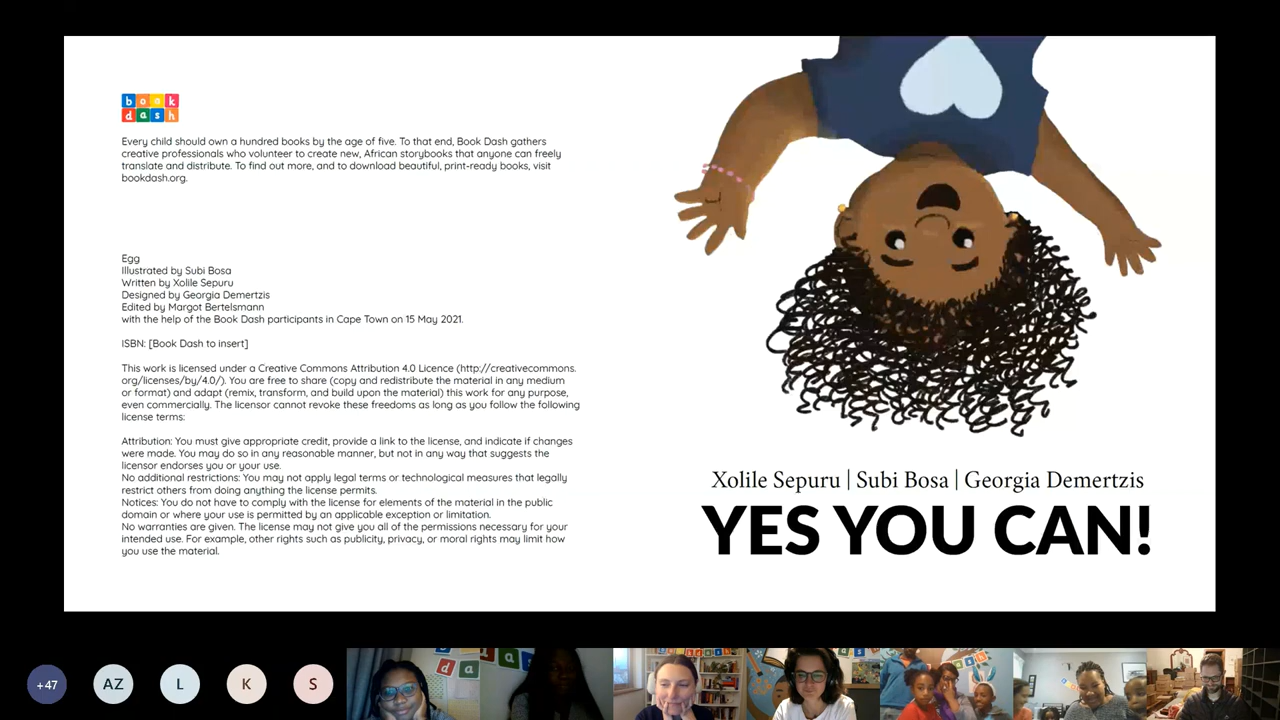 book
dash
Every child should own a hundred books by the age of five. To that end, Book Dash gathers
creative professionals who volunteer to create new, African storybooks that anyone can freely
translate and distribute. To find out more, and to download beautiful, print-ready books, visit
bookdash.org.
Egg
Illustrated by Subi Bosa
Written by Xolile Sepuru
Designed by Georgia Demertzis
Edited by Margot Bertelsmann
with the help of the Book Dash participants in Cape Town on 15 May 2021.
ISBN: [Book Dash to insert]
This work is licensed under a Creative Commons Attribution 4.0 Licence (http://creativecommons.
org/licenses/by/4.0/). You are free to share (copy and redistribute the material in any medium
or format) and adapt (remix, transform, and build upon the material) this work for any purpose,
even commercially. The licensor cannot revoke these freedoms as long as you follow the following
license terms:
Attribution: You must give appropriate credit, provide a link to the license, and indicate if changes
were made. You may do so in any reasonable manner, but not in any way that suggests the
licensor endorses you or your use.
No additional restrictions: You may not apply legal terms or technological measures that legally
restrict others from doing anything the license permits.
Notices: You do not have to comply with the license for elements of the material in the public
domain or where your use is permitted by an applicable exception or limitation.
No warranties are given. The license may not give you all of the permissions necessary for your
intended use. For example, other rights such as publicity, privacy, or moral rights may limit how
you use the material.
Xolile Sepuru | Subi Bosa | Georgia Demertzis
YES YOU CAN!
+47 AZ L K S
das